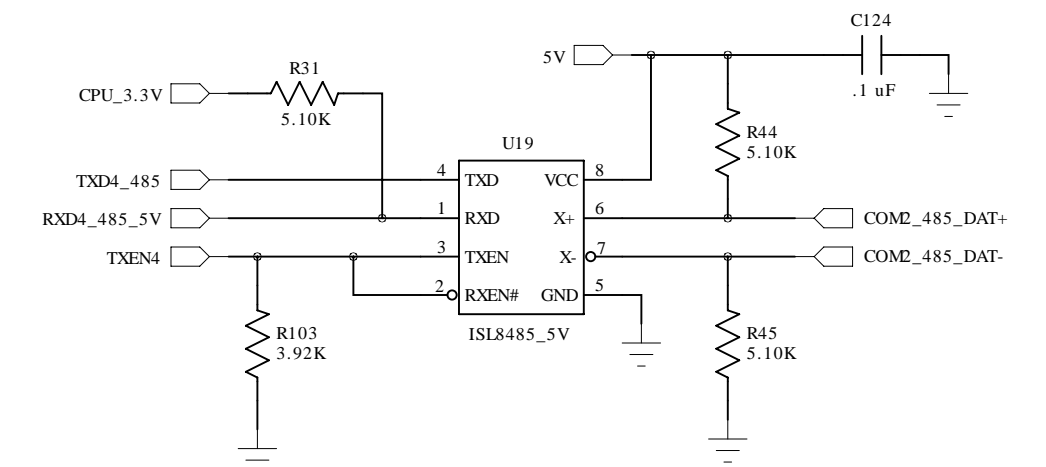 C124
5V
.1 uF
R31
CPU_3.3V
5.10K
R44
5.10K
U19
TXD4_485
4
TXD
VCC
8
RXD4_485_5V
1
RXD
X+
6
COM2_485_DAT+
TXEN4
3
TXEN
X-
7
COM2_485_DAT-
2
RXEN#
GND
5
ISL8485_5V
R103
3.92K
R45
5.10K